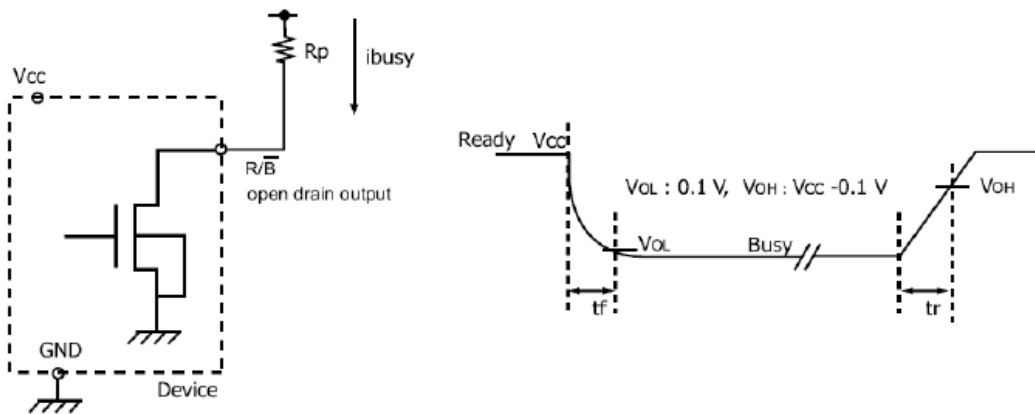 Rp
ibusy
Vcc
R/B̅
open drain output
GND
Device
Ready Vcc
VOL : 0.1 V, VOH : Vcc -0.1 V
VOH
VOL
Busy
tf
tr